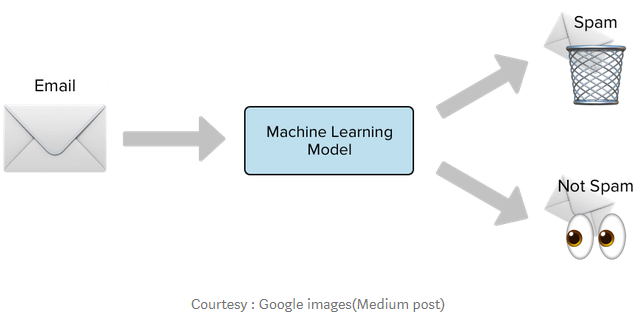 Email
Machine Learning
Model
Spam
Not Spam
Courtesy : Google images(Medium post)